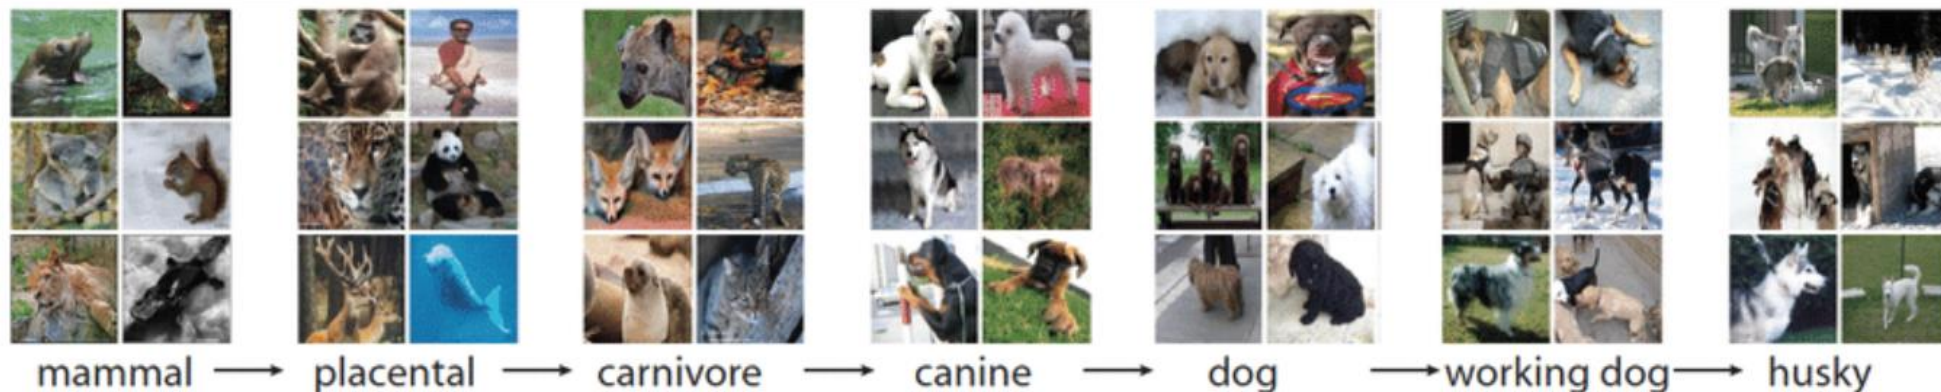 mammal → placental → carnivore → canine → dog → working dog → husky